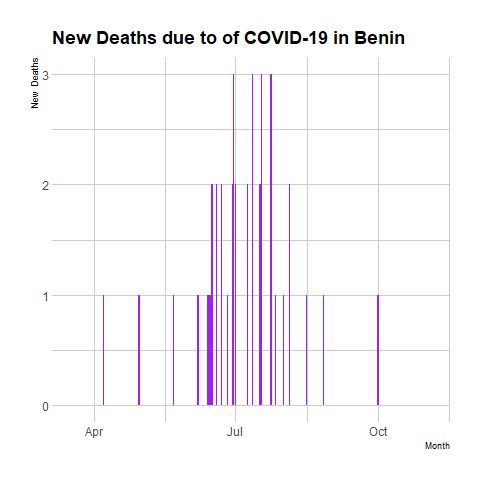 New Deaths due to of COVID-19 in Benin
New Deaths
3
2
1
0
Apr Jul Oct
Month